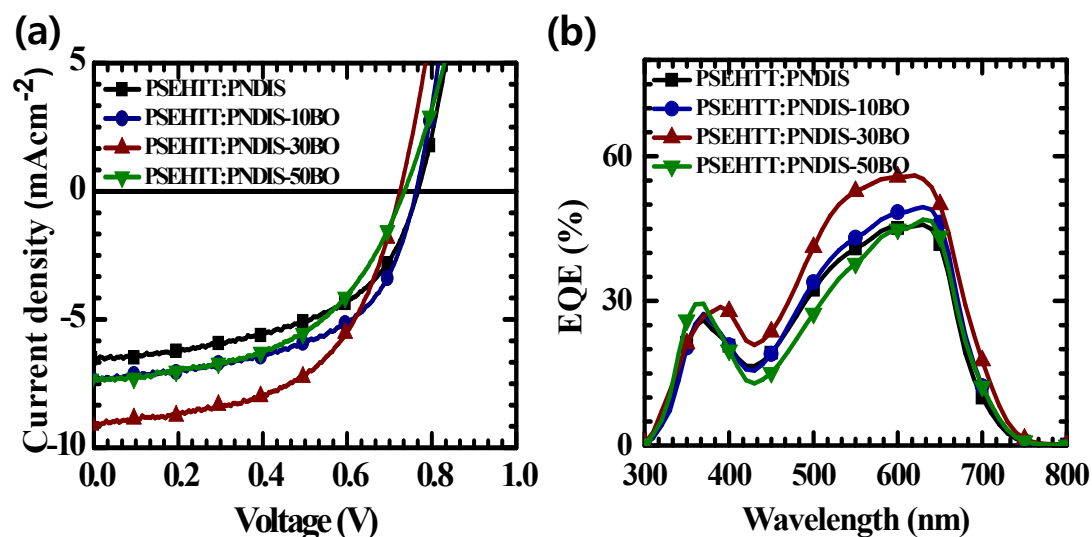 (a)
5
PSEHTT:PNDIS
PSEHTT:PNDIS-10BO
PSEHTT:PNDIS-30BO
PSEHTT:PNDIS-50BO
0
-5
-10
Current density (mAcm-2)
0.0 0.2 0.4 0.6 0.8 1.0
Voltage (V)
(b)
PSEHTT:PNDIS
PSEHTT:PNDIS-10BO
PSEHTT:PNDIS-30BO
PSEHTT:PNDIS-50BO
60
30
0
EQE (%)
300 400 500 600 700 800
Wavelength (nm)